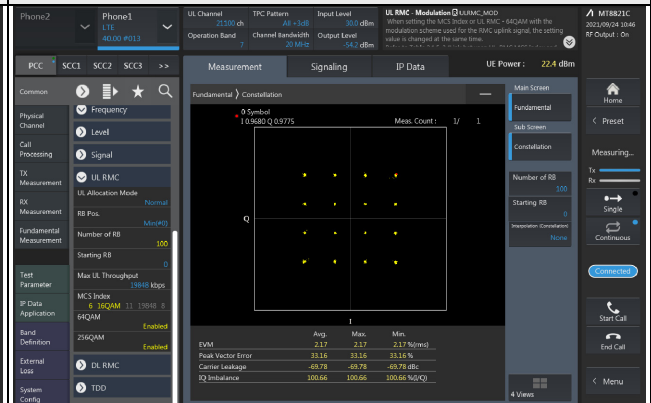 Phone2
Phone1
LTE
40.00 #013
UL Channel
21100 ch
TPC Pattern
All +3dB
Input Level
30.0 dBm
Operation Band
7
Channel Bandwidth
20 MHz
Output Level
-54.2 dBm
UL RMC - Modulation ULRMC_MOD
When setting the MCS Index or UL RMC - 64QAM with the
modulation scheme used for the RMC uplink signal, the setting
value is changed at the same time.
MT8821C
2021/09/24 10:46
RF Output : On
PCC
SCC1
SCC2
SCC3
>>
Measurement
Signaling
IP Data
UE Power : 22.4 dBm
Common
Physical
Channel
Call
Processing
TX
Measurement
RX
Measurement
Fundamental
Measurement
Test
Parameter
IP Data
Application
Band
Definition
External
Loss
System
Config
Frequency
Level
Signal
UL RMC
UL Allocation Mode
Normal
RB Pos.
Min(#0)
Number of RB
100
Starting RB
0
Max UL Throughput
19848 kbps
MCS Index
6 16QAM 11 19848 8
64QAM
Enabled
256QAM
Enabled
DL RMC
TDD
Fundamental > Constellation
0 Symbol
I 0.9680 Q 0.9775
Meas. Count : 1/ 1
Q
I
Avg. Max. Min.
EVM 2.17 2.17 2.17 %(rms)
Peak Vector Error 33.16 33.16 33.16 %
Carrier Leakage -69.78 -69.78 -69.78 dBc
IQ Imbalance 100.66 100.66 100.66 %(I/Q)
Main Screen
Fundamental
Sub Screen
Constellation
Number of RB
100
Starting RB
0
Interpolation (Constellation)
None
4 Views
Home
< Preset
Measuring...
Tx
Rx
Single
Continuous
Connected
Start Call
End Call
< Menu